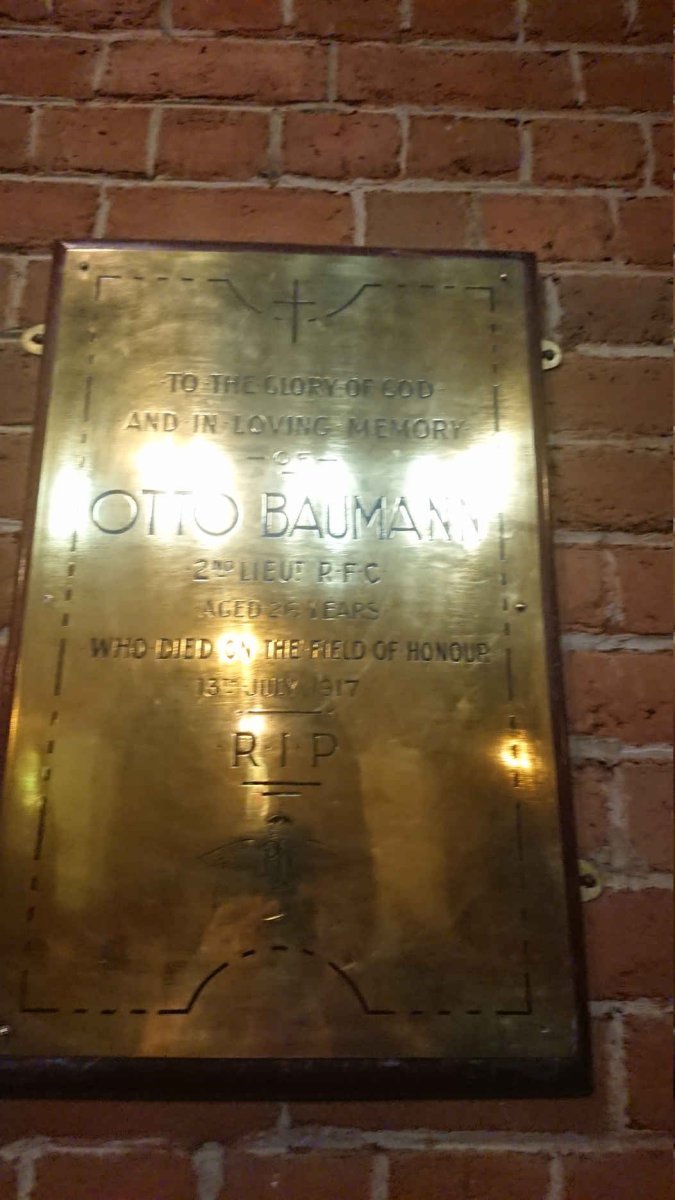 TO THE GLORY OF GOD
AND IN LOVING MEMORY
OF
OTTO BAUMANN
2ND LIEUT R·F·C
AGED 26 YEARS
WHO DIED ON THE FIELD OF HONOUR
13TH JULY 1917
R·I·P